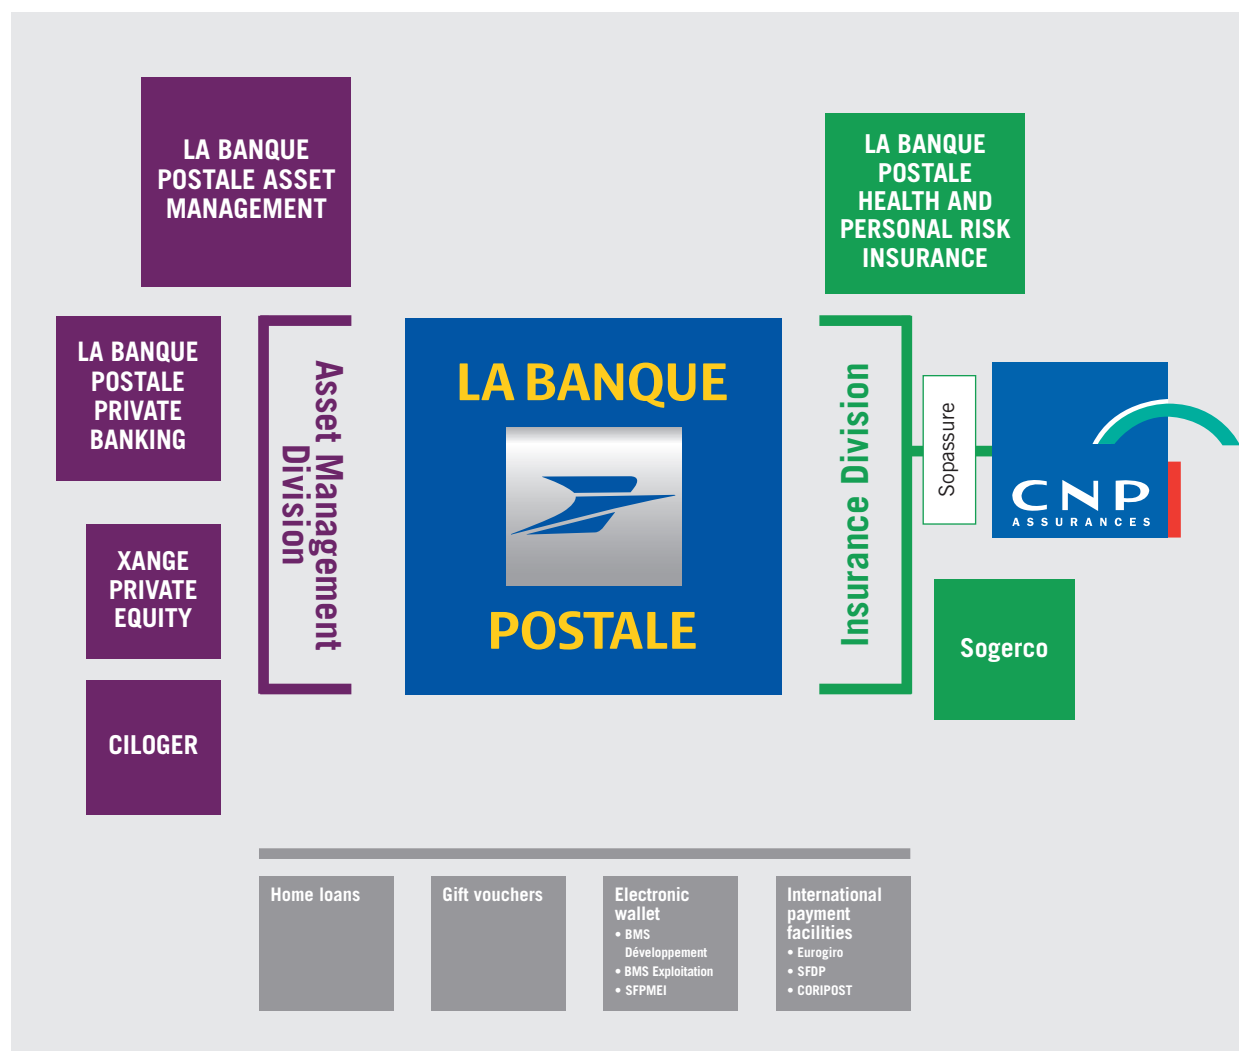 LA BANQUE
POSTALE ASSET
MANAGEMENT
LA BANQUE
POSTALE
HEALTH AND
PERSONAL RISK
INSURANCE
LA BANQUE
POSTALE
PRIVATE
BANKING
XANGE
PRIVATE
EQUITY
CILOGER
Asset Management
Division
LA BANQUE
POSTALE
Insurance Division
Sopassure
CNP
ASSURANCES
Sogerco
Home loans
Gift vouchers
Electronic
wallet
• BMS
Développement
• BMS Exploitation
• SFPMEI
International
payment
facilities
• Eurogiro
• SFDP
• CORIPOST